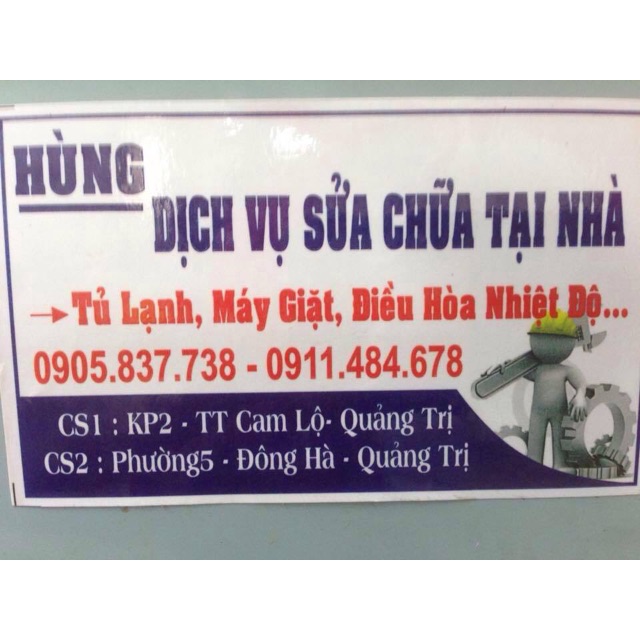 HÙNG
DỊCH VỤ SỬA CHỮA TẠI NHÀ
→Tủ Lạnh, Máy Giặt, Điều Hòa Nhiệt Độ...
0905.837.738 - 0911.484.678
CS1 : KP2 - TT Cam Lộ- Quảng Trị
CS2 : Phường5 - Đông Hà - Quảng Trị